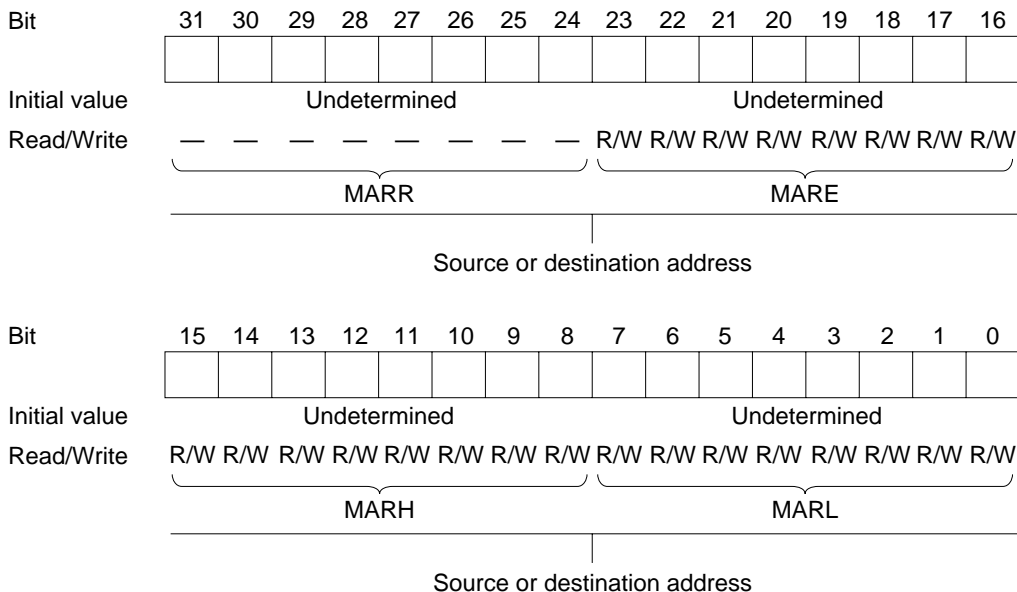 Bit 31 30 29 28 27 26 25 24 23 22 21 20 19 18 17 16
Initial value Undetermined Undetermined
Read/Write — — — — — — — — R/W R/W R/W R/W R/W R/W R/W R/W
MARR MARE
Source or destination address
Bit 15 14 13 12 11 10 9 8 7 6 5 4 3 2 1 0
Initial value Undetermined Undetermined
Read/Write R/W R/W R/W R/W R/W R/W R/W R/W R/W R/W R/W R/W R/W R/W R/W R/W
MARH MARL
Source or destination address